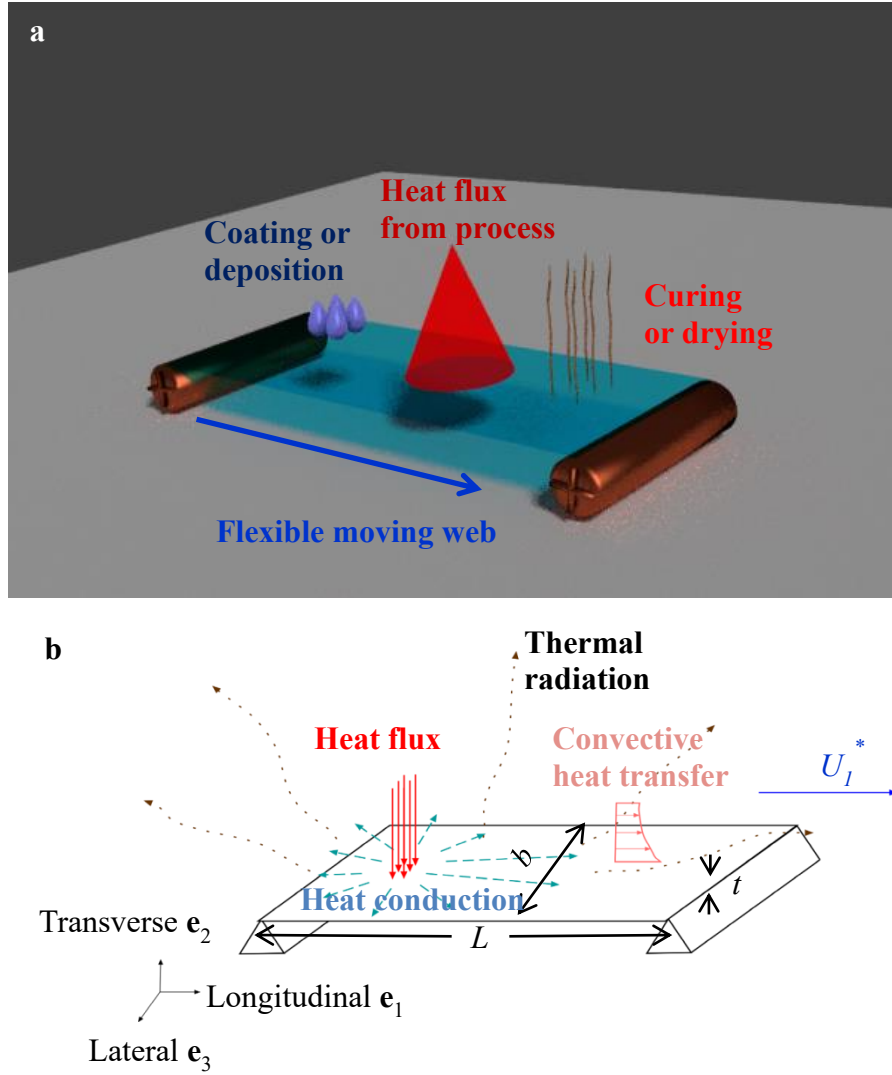 a
Heat flux
from process
Coating or
deposition
Curing
or drying
Flexible moving web
b
Thermal
radiation
Heat flux
Convective
heat transfer
U₁*
b
Heat conduction
t
L
Transverse e₂
Longitudinal e₁
Lateral e₃